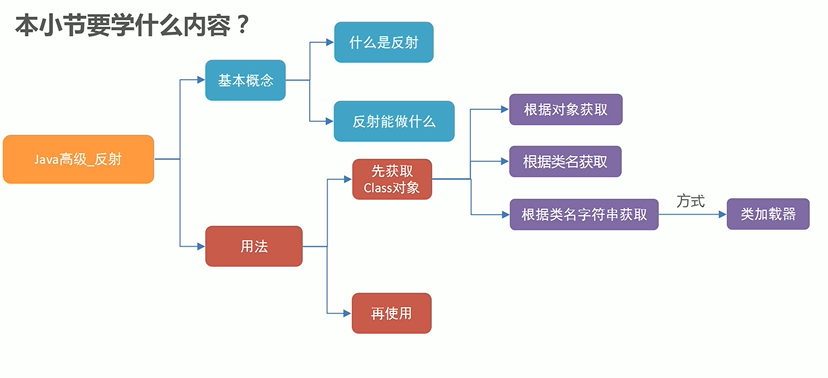 本小节要学什么内容？
什么是反射
基本概念
反射能做什么
根据对象获取
Java高级_反射
先获取
Class对象
根据类名获取
根据类名字符串获取
方式
类加载器
用法
再使用